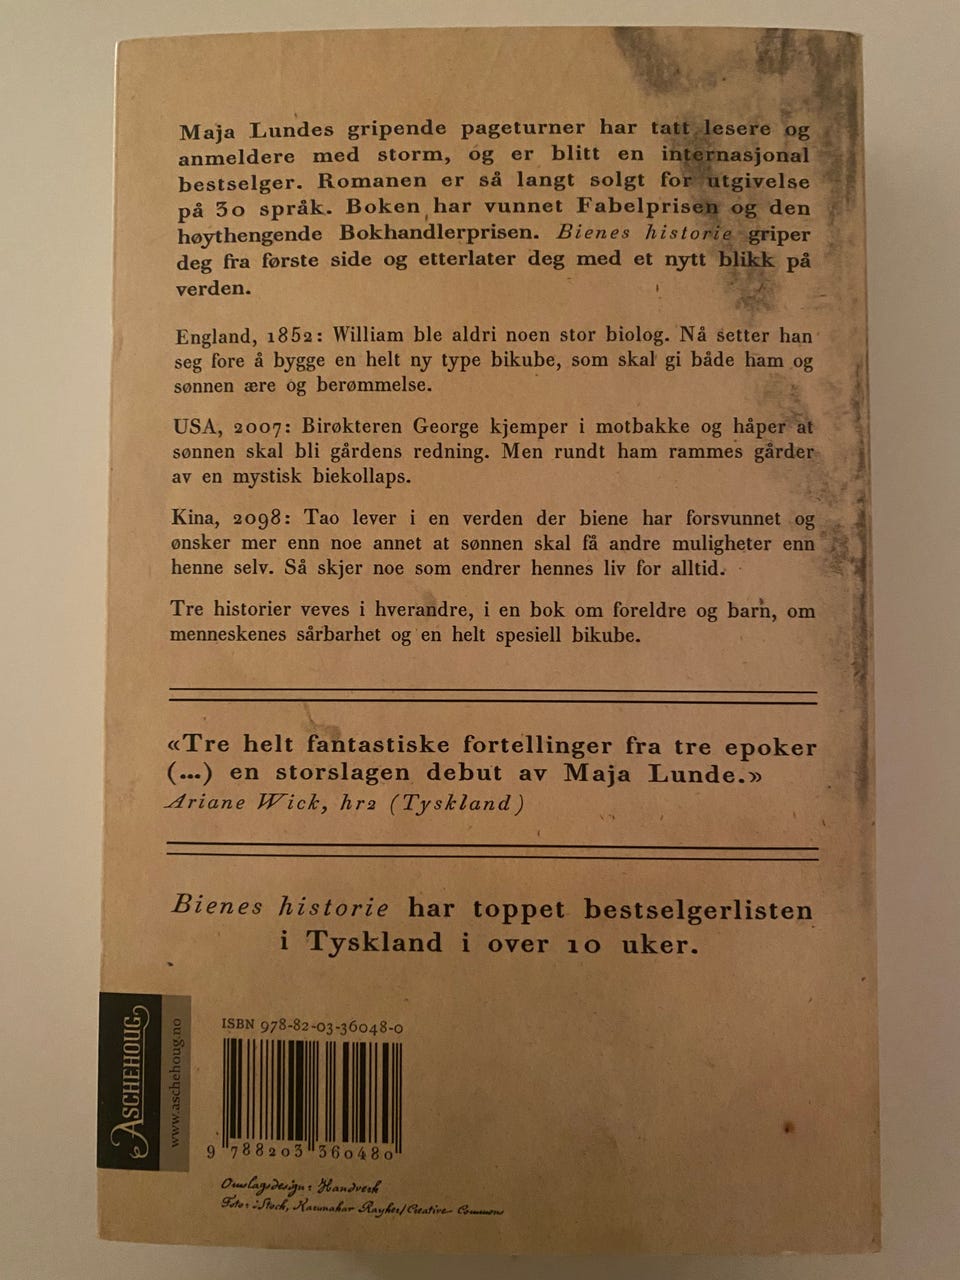 Maja Lundes gripende pageturner har tatt lesere og
anmeldere med storm, og er blitt en internasjonal
bestselger. Romanen er så langt solgt for utgivelse
på 30 språk. Boken har vunnet Fabelprisen og den
høythengende Bokhandlerprisen. Bienes historie griper
deg fra første side og etterlater deg med et nytt blikk på
verden.
England, 1852: William ble aldri noen stor biolog. Nå setter han
seg fore å bygge en helt ny type bikube, som skal gi både ham og
sønnen ære og berømmelse.
USA, 2007: Birøkteren George kjemper i motbakke og håper at
sønnen skal bli gårdens redning. Men rundt ham rammes gårder
av en mystisk biekollaps.
Kina, 2098: Tao lever i en verden der biene har forsvunnet og
ønsker mer enn noe annet at sønnen skal få andre muligheter enn
henne selv. Så skjer noe som endrer hennes liv for alltid.
Tre historier veves i hverandre, i en bok om foreldre og barn, om
menneskenes sårbarhet og en helt spesiell bikube.
«Tre helt fantastiske fortellinger fra tre epoker
(...) en storslagen debut av Maja Lunde.»
Ariane Wick, hr2 (Tyskland)
Bienes historie har toppet bestselgerlisten
i Tyskland i over 10 uker.
ASCHEHOUG
www.aschehoug.no
ISBN 978-82-03-36048-0
9 788203 360480
Omslagsdesign: Handverk
Foto: iStock, Karunakar Rayker/Creative Commons